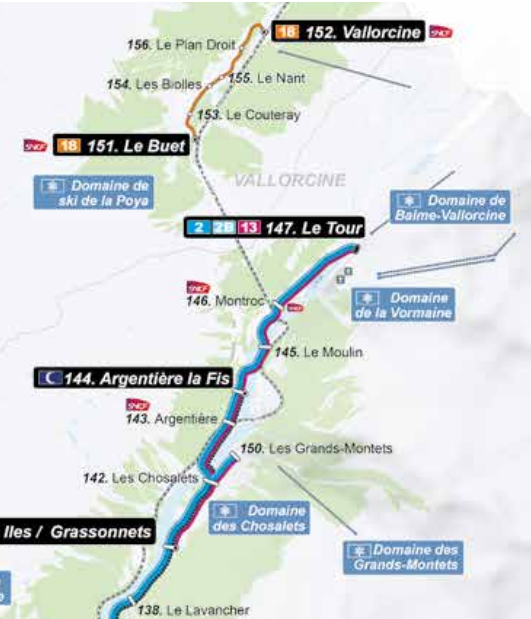 18 152. Vallorcine SNCF
156. Le Plan Droit
155. Le Nant
154. Les Biolles
153. Le Couteray
SNCF 18 151. Le Buet
Domaine de
ski de la Poya
VALLORCINE
Domaine de
Balme-Vallorcine
2 2B 13 147. Le Tour
SNCF
146. Montroc
SNCF
Domaine
de la Vormaine
145. Le Moulin
144. Argentière la Fis
SNCF
143. Argentière
150. Les Grands-Montets
142. Les Chosalets
Domaine
des Chosalets
Iles / Grassonnets
Domaine des
Grands-Montets
138. Le Lavancher